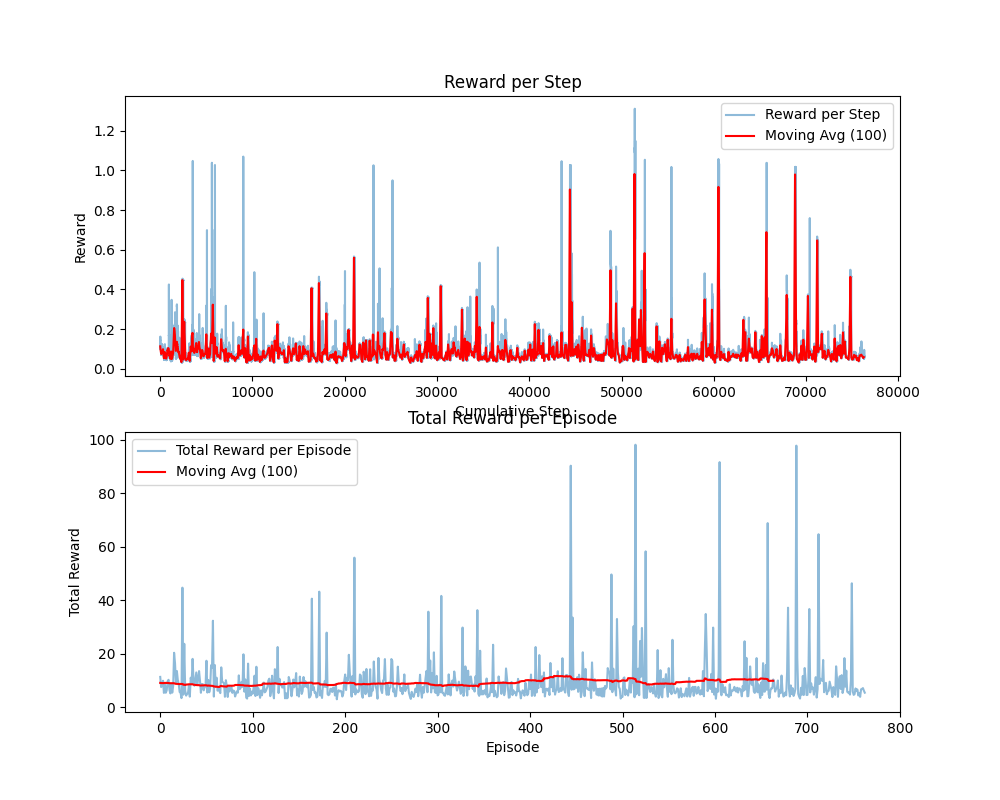 Reward per Step
Reward
1.2
1.0
0.8
0.6
0.4
0.2
0.0
Reward per Step
Moving Avg (100)
0 10000 20000 30000 40000 50000 60000 70000 80000
Cumulative Step
Total Reward per Episode
Total Reward
100
80
60
40
20
0
Total Reward per Episode
Moving Avg (100)
0 100 200 300 400 500 600 700 800
Episode